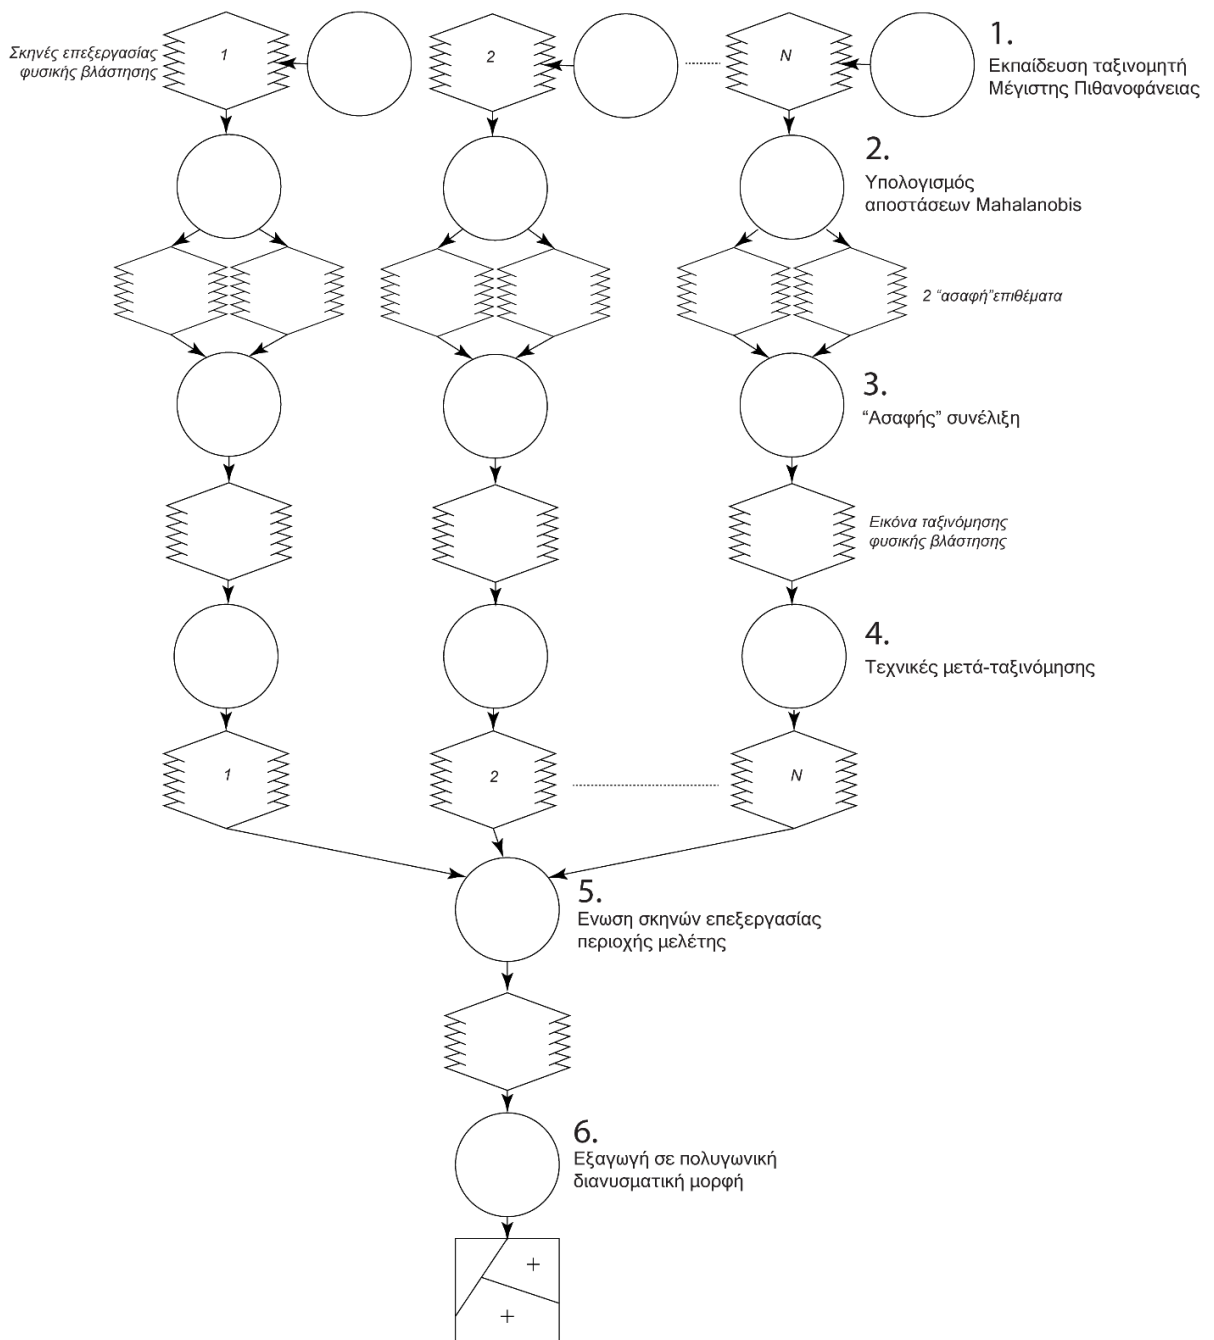 Σκηνές επεξεργασίας
φυσικής βλάστησης
1
2
N
1.
Εκπαίδευση ταξινομητή
Μέγιστης Πιθανοφάνειας
2.
Υπολογισμός
αποστάσεων Mahalanobis
2 “ασαφή”επιθέματα
3.
“Ασαφής” συνέλιξη
Εικόνα ταξινόμησης
φυσικής βλάστησης
4.
Τεχνικές μετά-ταξινόμησης
1
2
N
5.
Ενωση σκηνών επεξεργασίας
περιοχής μελέτης
6.
Εξαγωγή σε πολυγωνική
διανυσματική μορφή
+
+